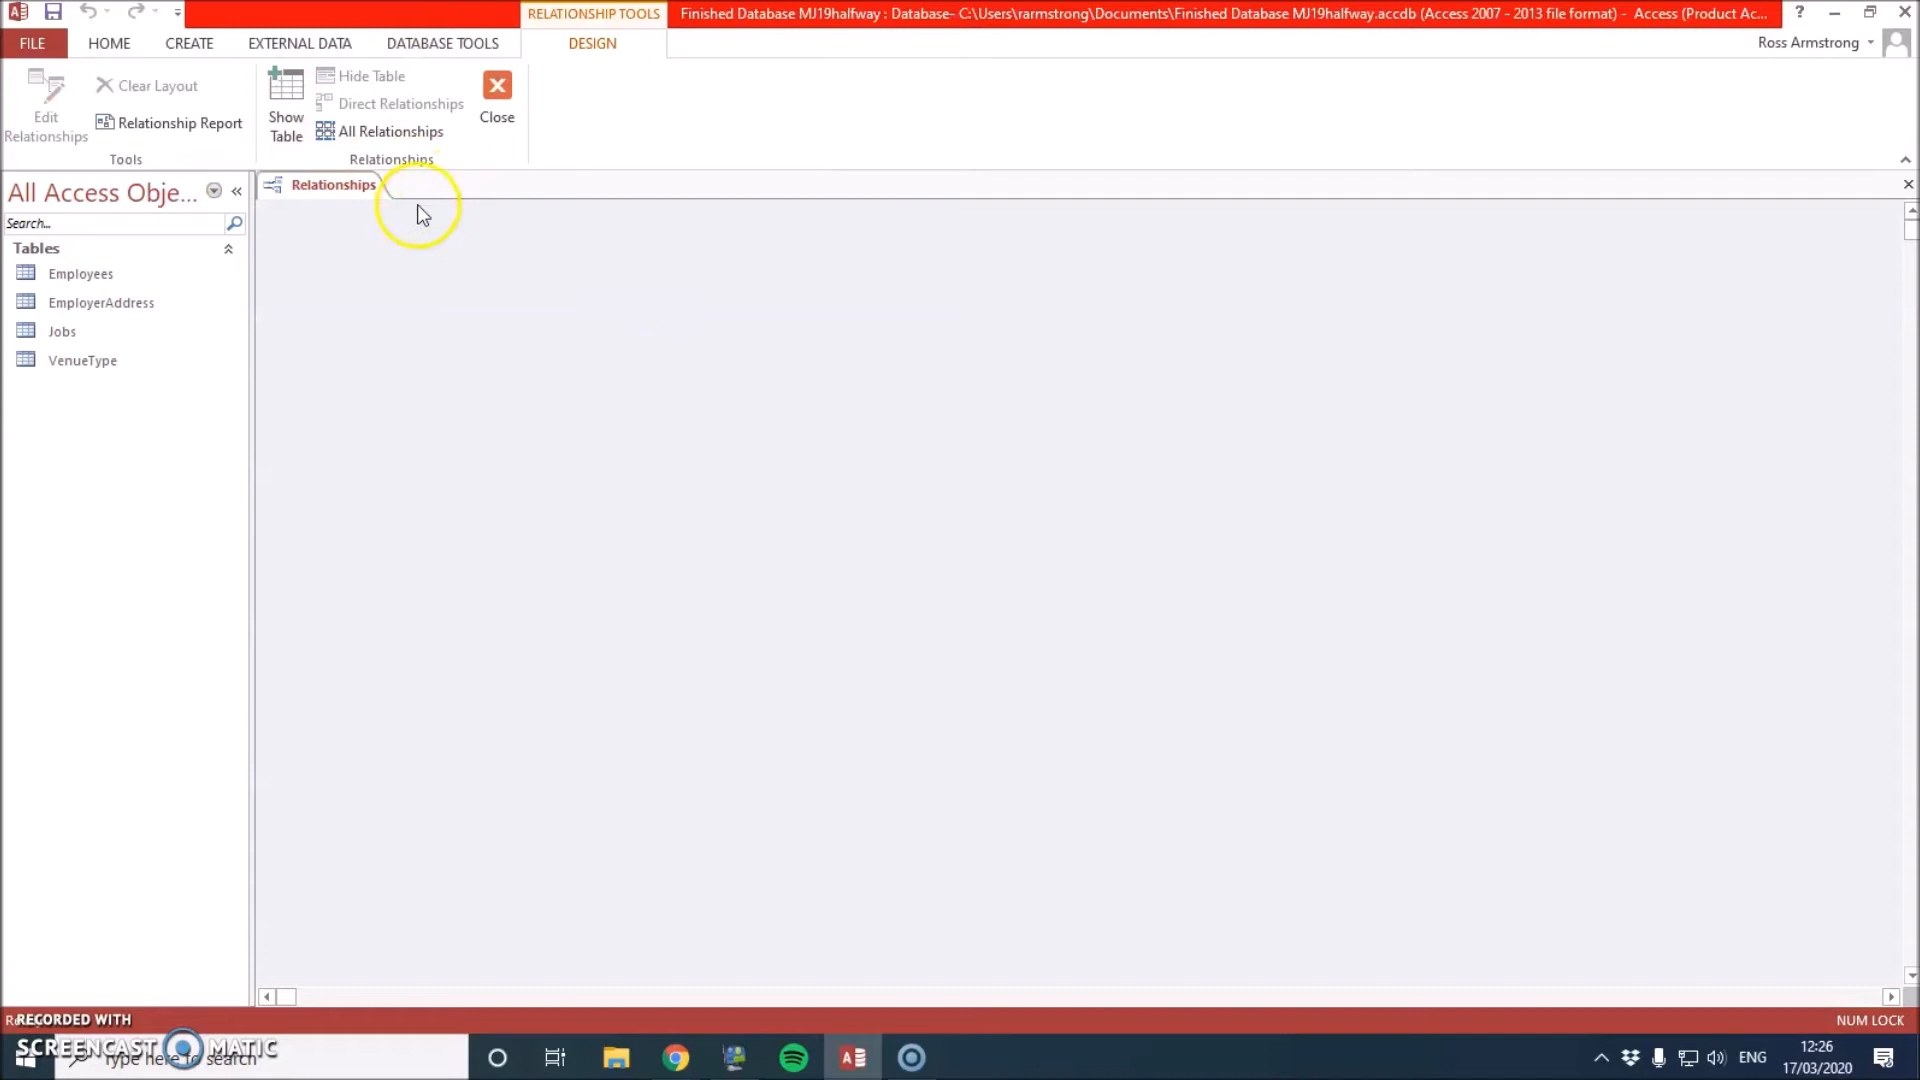 RELATIONSHIP TOOLS
Finished Database MJ19halfway : Database- C:\Users\rarmstrong\Documents\Finished Database MJ19halfway.accdb (Access 2007 - 2013 file format) - Access (Product Ac...
?
FILE
HOME
CREATE
EXTERNAL DATA
DATABASE TOOLS
DESIGN
Ross Armstrong
Edit
Relationships
Clear Layout
Relationship Report
Tools
Show
Table
Hide Table
Direct Relationships
All Relationships
Close
Relationships
All Access Obje...
Search...
Tables
Employees
EmployerAddress
Jobs
VenueType
Relationships
RECORDED WITH
SCREENCAST MATIC
Type here to search
NUM LOCK
ENG
12:26
17/03/2020